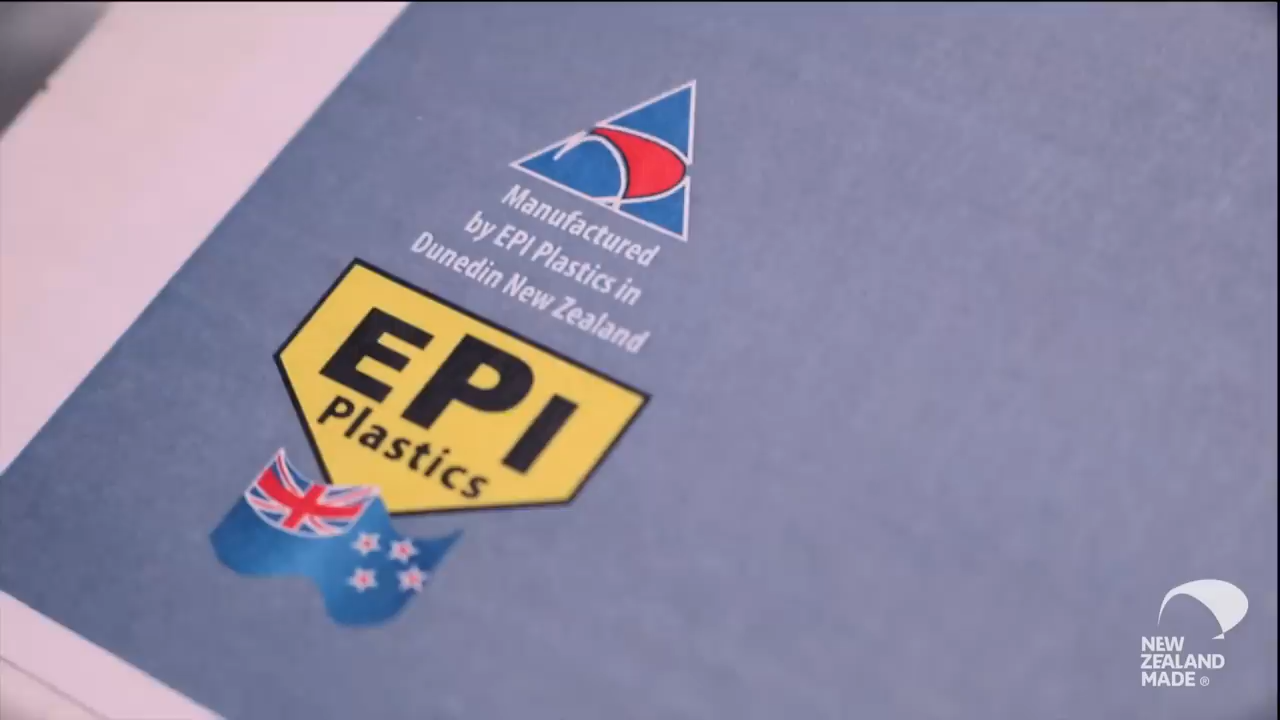 Manufactured
by EPI Plastics in
Dunedin New Zealand
EPI
Plastics
NEW
ZEALAND
MADE ®